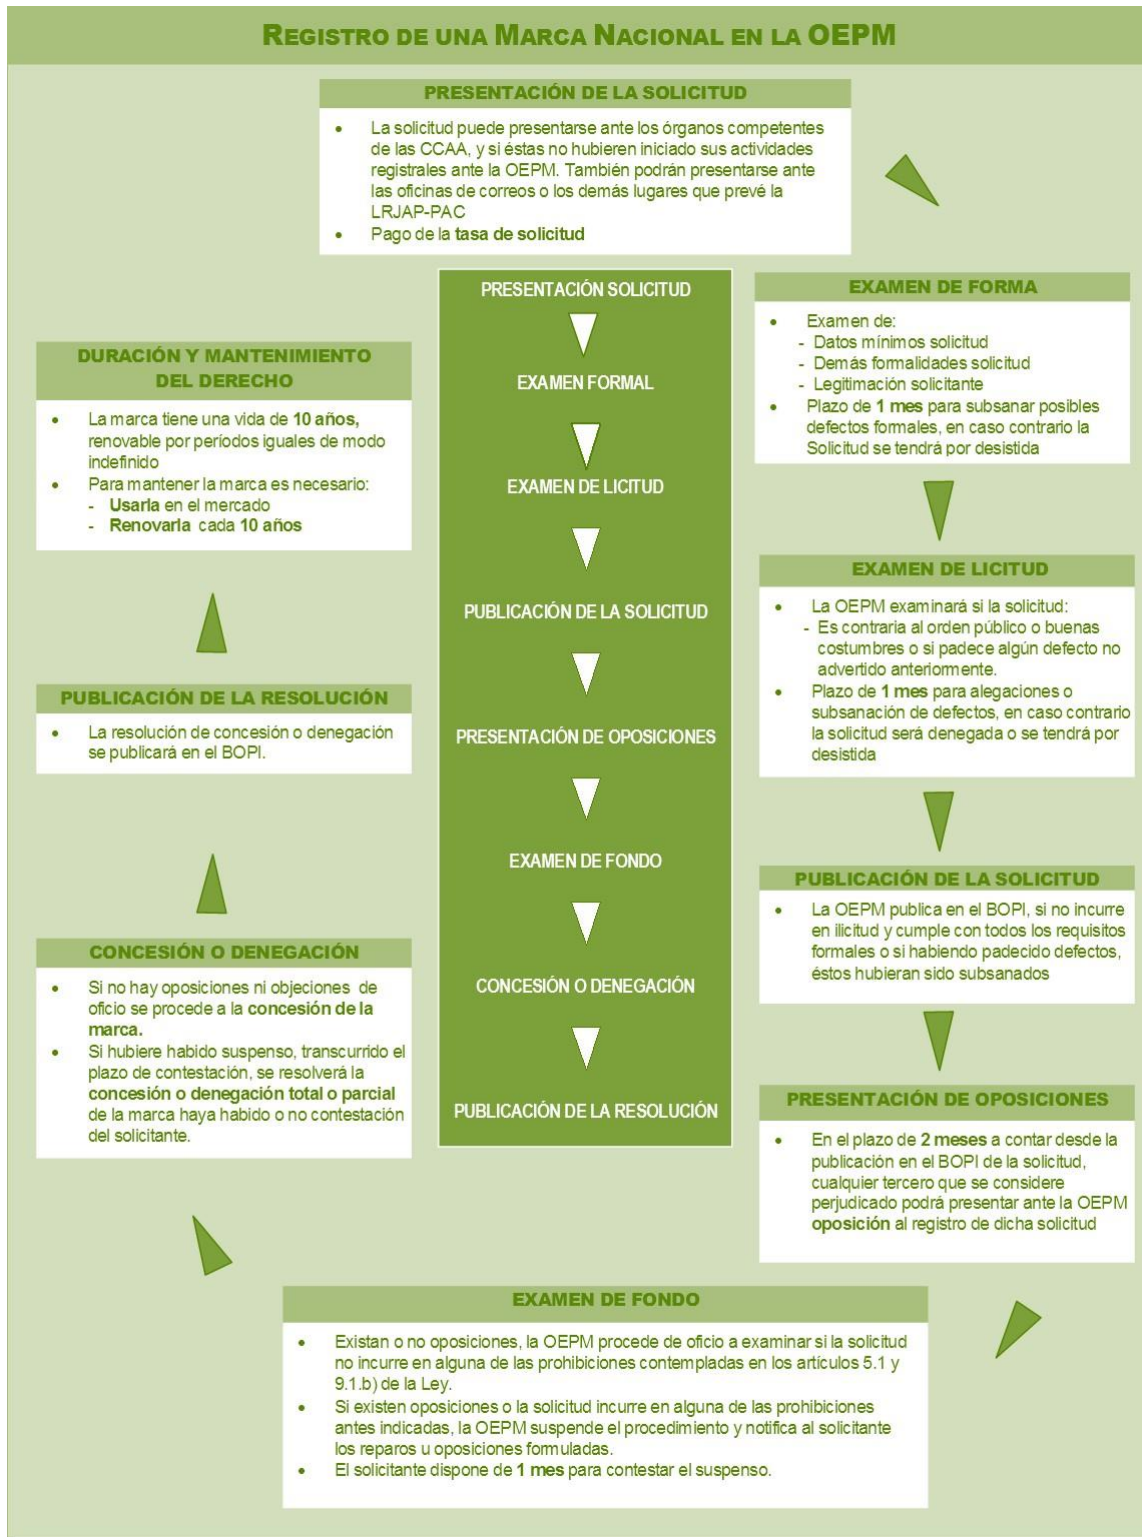 REGISTRO DE UNA MARCA NACIONAL EN LA OEPM
PRESENTACIÓN DE LA SOLICITUD
• La solicitud puede presentarse ante los órganos competentes
de las CCAA, y si éstas no hubieren iniciado sus actividades
registrales ante la OEPM. También podrán presentarse ante
las oficinas de correos o los demás lugares que prevé la
LRJAP-PAC
• Pago de la tasa de solicitud
EXAMEN DE FORMA
• Examen de:
- Datos mínimos solicitud
- Demás formalidades solicitud
- Legitimación solicitante
• Plazo de 1 mes para subsanar posibles
defectos formales, en caso contrario la
Solicitud se tendrá por desistida
EXAMEN DE LICITUD
• La OEPM examinará si la solicitud:
- Es contraria al orden público o buenas
costumbres o si padece algún defecto no
advertido anteriormente.
• Plazo de 1 mes para alegaciones o
subsanación de defectos, en caso contrario
la solicitud será denegada o se tendrá por
desistida
PUBLICACIÓN DE LA SOLICITUD
• La OEPM publica en el BOPI, si no incurre
en ilicitud y cumple con todos los requisitos
formales o si habiendo padecido defectos,
éstos hubieran sido subsanados
PRESENTACIÓN DE OPOSICIONES
• En el plazo de 2 meses a contar desde la
publicación en el BOPI de la solicitud,
cualquier tercero que se considere
perjudicado podrá presentar ante la OEPM
oposición al registro de dicha solicitud
EXAMEN DE FONDO
• Existan o no oposiciones, la OEPM procede de oficio a examinar si la solicitud
no incurre en alguna de las prohibiciones contempladas en los artículos 5.1 y
9.1.b) de la Ley.
• Si existen oposiciones o la solicitud incurre en alguna de las prohibiciones
antes indicadas, la OEPM suspende el procedimiento y notifica al solicitante
los reparos u oposiciones formuladas.
• El solicitante dispone de 1 mes para contestar el suspenso.
CONCESIÓN O DENEGACIÓN
• Si no hay oposiciones ni objeciones de
oficio se procede a la concesión de la
marca.
• Si hubiere habido suspenso, transcurrido el
plazo de contestación, se resolverá la
concesión o denegación total o parcial
de la marca haya habido o no contestación
del solicitante.
PUBLICACIÓN DE LA RESOLUCIÓN
• La resolución de concesión o denegación
se publicará en el BOPI.
DURACIÓN Y MANTENIMIENTO
DEL DERECHO
• La marca tiene una vida de 10 años,
renovable por períodos iguales de modo
indefinido
• Para mantener la marca es necesario:
- Usarla en el mercado
- Renovarla cada 10 años
PRESENTACIÓN SOLICITUD
EXAMEN FORMAL
EXAMEN DE LICITUD
PUBLICACIÓN DE LA SOLICITUD
PRESENTACIÓN DE OPOSICIONES
EXAMEN DE FONDO
CONCESIÓN O DENEGACIÓN
PUBLICACIÓN DE LA RESOLUCIÓN